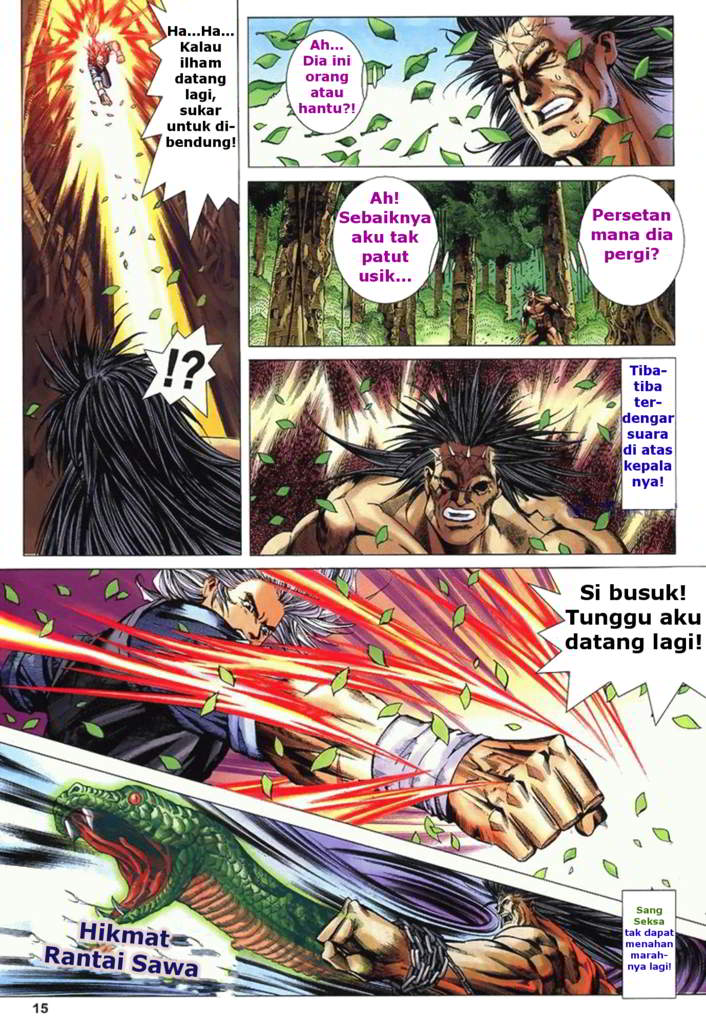 Ha...Ha...
Kalau
ilham
datang
lagi,
sukar
untuk di-
bendung!
!?
Ah...
Dia ini
orang
atau
hantu?!
Ah!
Sebaiknya
aku tak
patut
usik...
Persetan
mana dia
pergi?
Tiba-
tiba
ter-
dengar
suara
di atas
kepala
nya!
Si busuk!
Tunggu aku
datang lagi!
Hikmat
Rantai Sawa
Sang
Seksa
tak dapat
menahan
marah-
nya lagi!
15